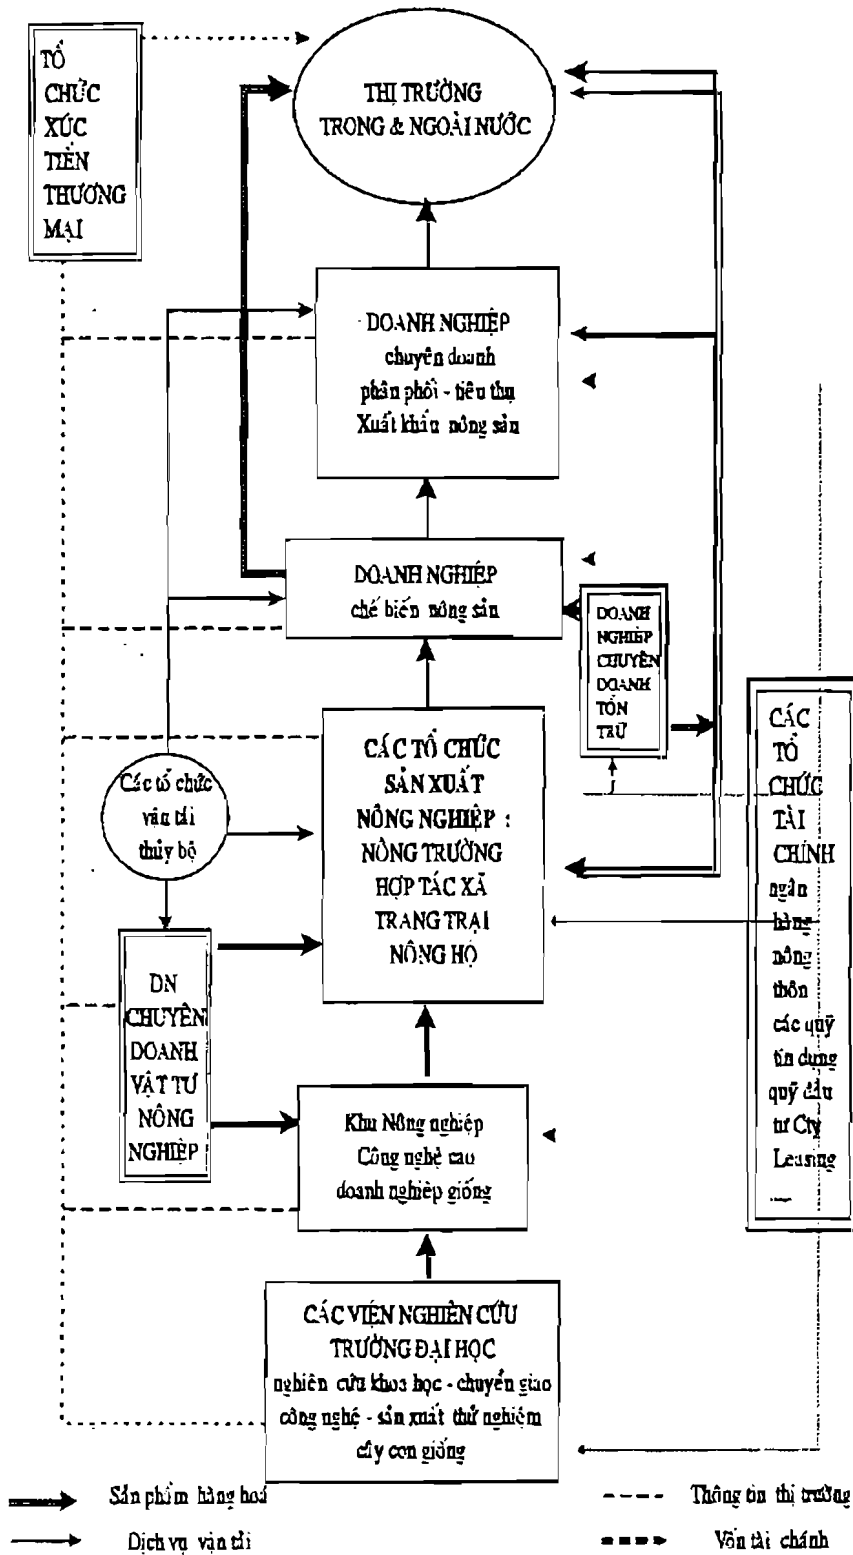 TỔ
CHỨC
XÚC
TIẾN
THƯƠNG
MẠI
THỊ TRƯỜNG
TRONG & NGOÀI NƯỚC
DOANH NGHIỆP
chuyên doanh
phân phối - tiêu thụ
Xuất khẩu nông sản
DOANH NGHIỆP
chế biến nông sản
DOANH
NGHIỆP
CHUYÊN
DOANH
TỒN
TRỮ
CÁC TỔ CHỨC
SẢN XUẤT
NÔNG NGHIỆP :
NÔNG TRƯỜNG
HỢP TÁC XÃ
TRANG TRẠI
NÔNG HỘ
Các tổ chức
vận tải
thủy bộ
CÁC
TỔ
CHỨC
TÀI
CHÍNH
ngân
hàng
nông
thôn
các quỹ
tín dụng
quỹ đầu
tư Cty
Leasing
....
DN
CHUYÊN
DOANH
VẬT TƯ
NÔNG
NGHIỆP
Khu Nông nghiệp
Công nghệ cao
doanh nghiệp giống
CÁC VIỆN NGHIÊN CỨU
TRƯỜNG ĐẠI HỌC
nghiên cứu khoa học - chuyển giao
công nghệ - sản xuất thử nghiệm
cây con giống
Sản phẩm hàng hoá
Thông tin thị trường
Dịch vụ vận tải
Vốn tài chánh